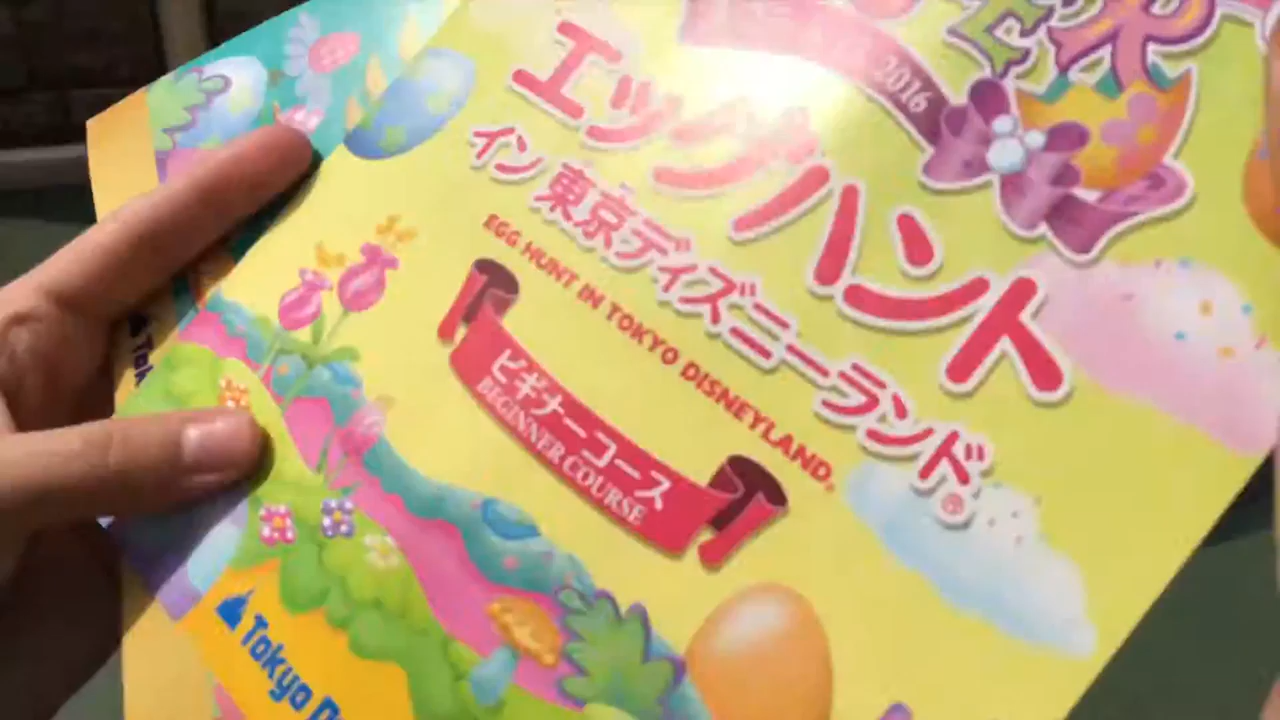 2016
エッグハント
イン 東京ディズニーランド®
EGG HUNT IN TOKYO DISNEYLAND®
ビギナーコース
BEGINNER COURSE
Tokyo
Tok